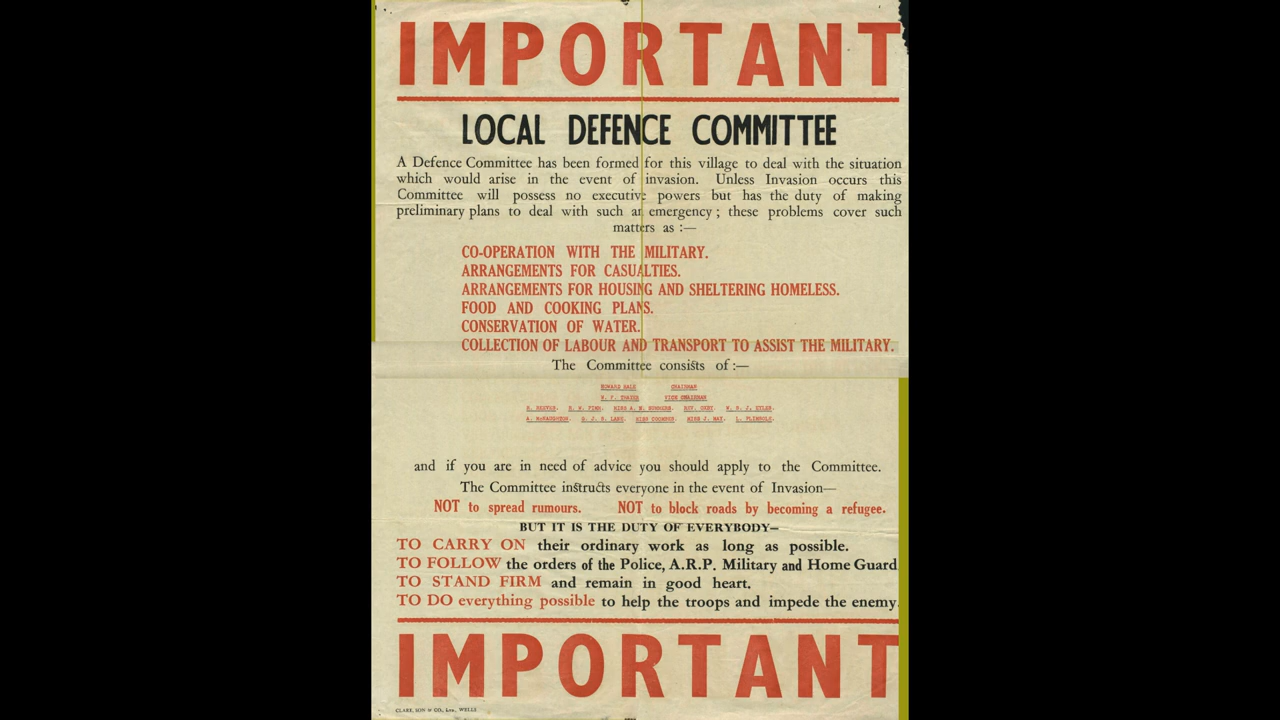 IMPORTANT
LOCAL DEFENCE COMMITTEE
A Defence Committee has been formed for this village to deal with the situation
which would arise in the event of invasion. Unless Invasion occurs this
Committee will possess no executive powers but has the duty of making
preliminary plans to deal with such an emergency; these problems cover such
matters as :—
CO-OPERATION WITH THE MILITARY.
ARRANGEMENTS FOR CASUALTIES.
ARRANGEMENTS FOR HOUSING AND SHELTERING HOMELESS.
FOOD AND COOKING PLANS.
CONSERVATION OF WATER.
COLLECTION OF LABOUR AND TRANSPORT TO ASSIST THE MILITARY.
The Committee consists of :—
CHAIRMAN
VICE CHAIRMAN
and if you are in need of advice you should apply to the Committee.
The Committee instructs everyone in the event of Invasion—
NOT to spread rumours. NOT to block roads by becoming a refugee.
BUT IT IS THE DUTY OF EVERYBODY—
TO CARRY ON their ordinary work as long as possible.
TO FOLLOW the orders of the Police, A.R.P. Military and Home Guard
TO STAND FIRM and remain in good heart.
TO DO everything possible to help the troops and impede the enemy.
IMPORTANT
CLARE, SON & CO., LTD., WELLS